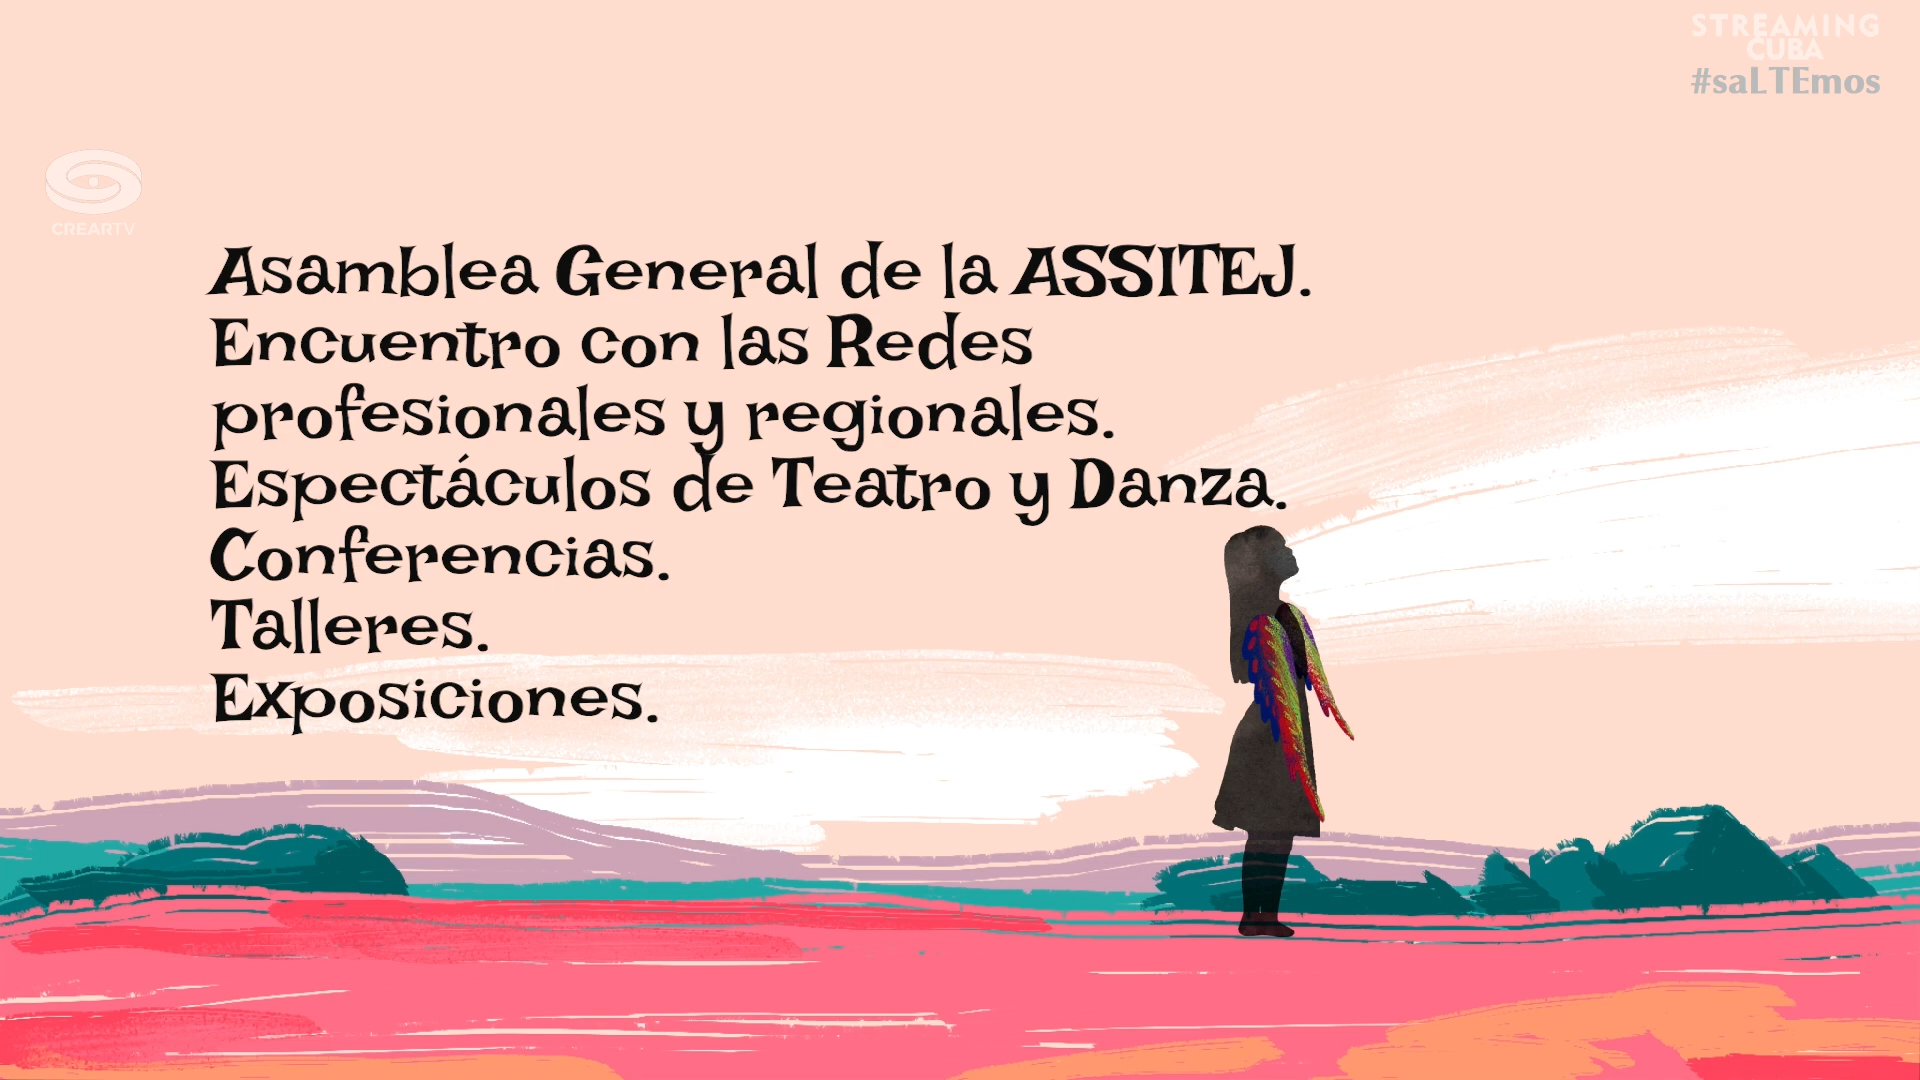 STREAMING
CUBA
#saLTEmos
CREARTV
Asamblea General de la ASSITEJ.
Encuentro con las Redes
profesionales y regionales.
Espectáculos de Teatro y Danza.
Conferencias.
Talleres.
Exposiciones.